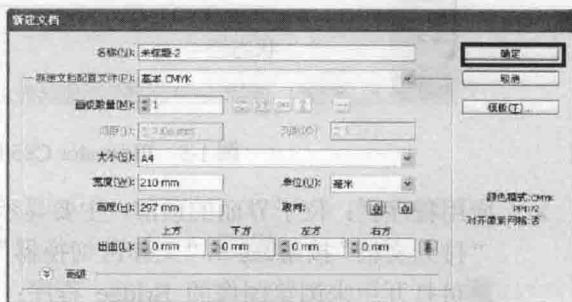 新建文档
名称(N): 未标题-2
确定
新建文档配置文件(P): 基本 CMYK
取消
画板数量(M): 1
模板(T)...
大小(S): A4
宽度(W): 210 mm 单位(U): 毫米
颜色模式:CMYK
高度(H): 297 mm 取向:
PPI:72
对齐像素网格:否
上方 下方 左方 右方
出血(L): 0 mm 0 mm 0 mm 0 mm
高级